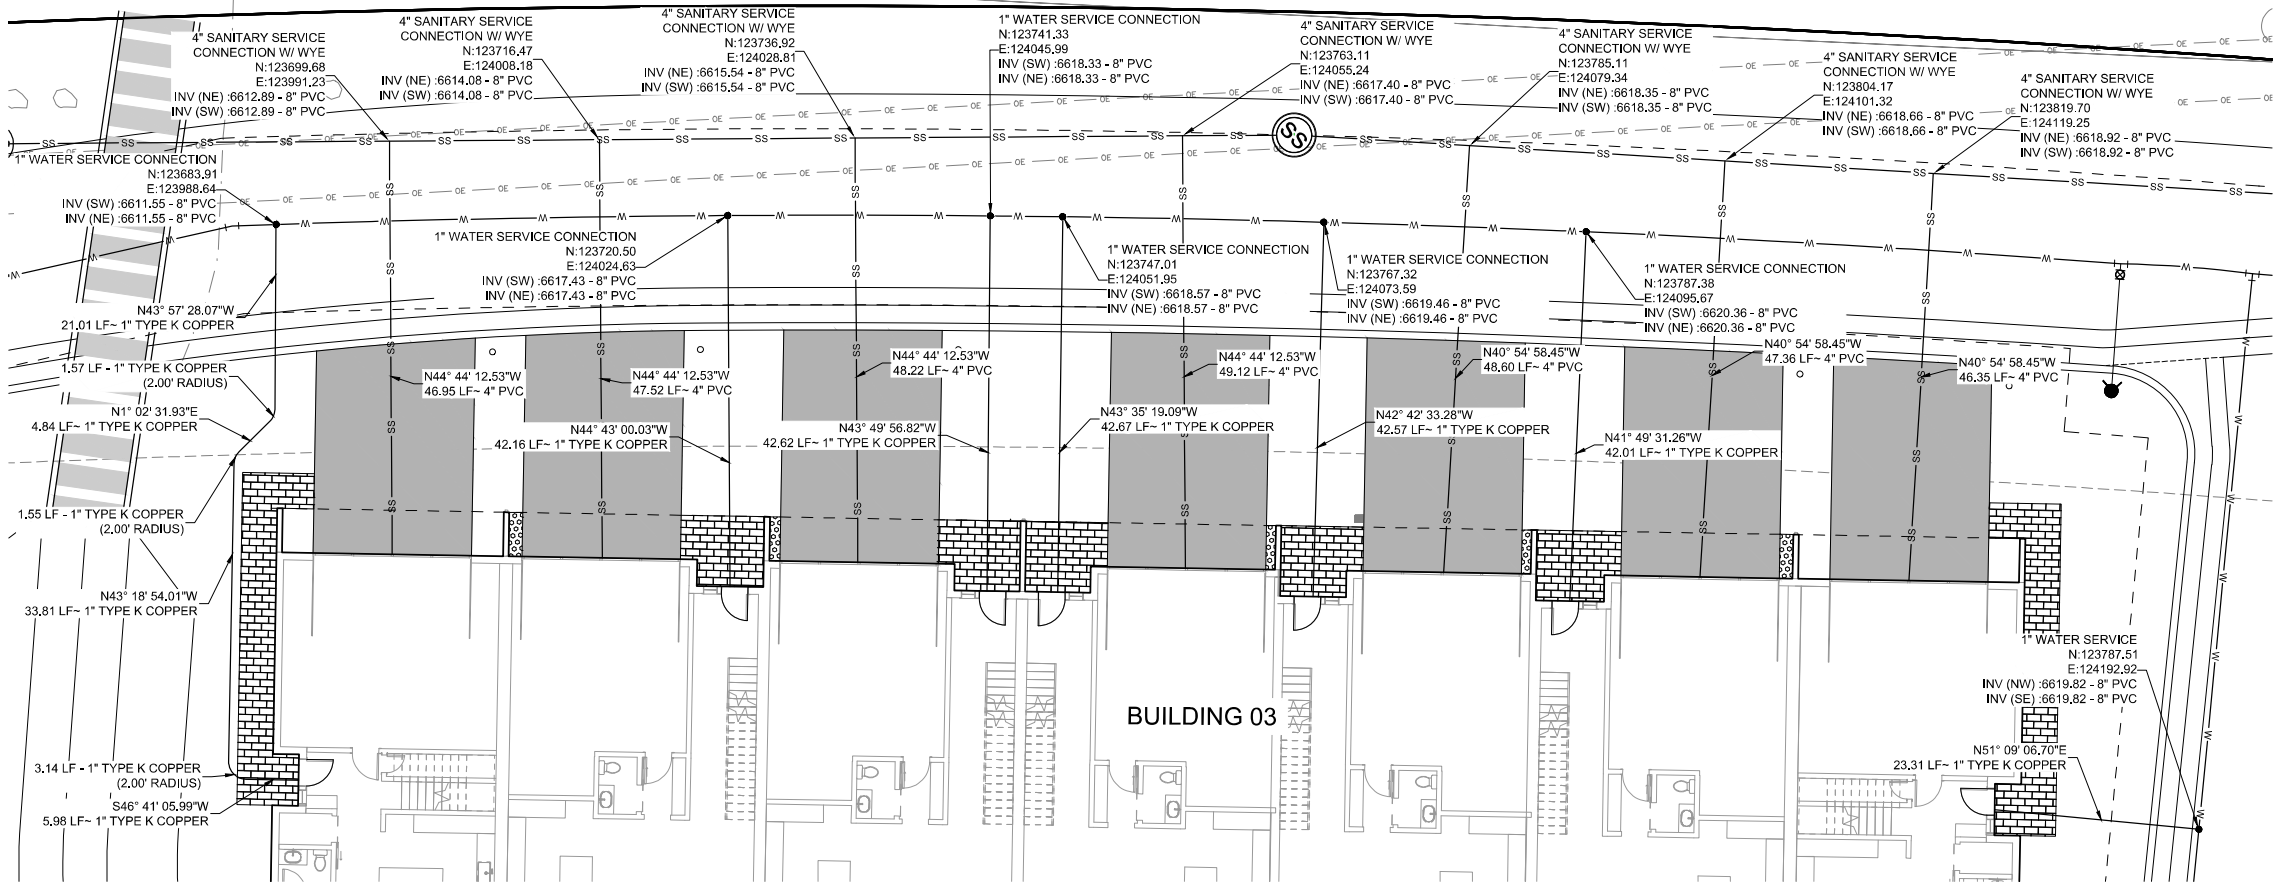 4" SANITARY SERVICE
CONNECTION W/ WYE
N:123699.68
E:123991.23
INV (NE) :6612.89 - 8" PVC
INV (SW) :6612.89 - 8" PVC
4" SANITARY SERVICE
CONNECTION W/ WYE
N:123716.47
E:124008.18
INV (NE) :6614.08 - 8" PVC
INV (SW) :6614.08 - 8" PVC
4" SANITARY SERVICE
CONNECTION W/ WYE
N:123736.92
E:124028.81
INV (NE) :6615.54 - 8" PVC
INV (SW) :6615.54 - 8" PVC
1" WATER SERVICE CONNECTION
N:123741.33
E:124045.99
INV (SW) :6618.33 - 8" PVC
INV (NE) :6618.33 - 8" PVC
4" SANITARY SERVICE
CONNECTION W/ WYE
N:123763.11
E:124055.24
INV (NE) :6617.40 - 8" PVC
INV (SW) :6617.40 - 8" PVC
4" SANITARY SERVICE
CONNECTION W/ WYE
N:123785.11
E:124079.34
INV (NE) :6618.35 - 8" PVC
INV (SW) :6618.35 - 8" PVC
4" SANITARY SERVICE
CONNECTION W/ WYE
N:123804.17
E:124101.32
INV (NE) :6618.66 - 8" PVC
INV (SW) :6618.66 - 8" PVC
4" SANITARY SERVICE
CONNECTION W/ WYE
N:123819.70
E:124119.25
INV (NE) :6618.92 - 8" PVC
INV (SW) :6618.92 - 8" PVC
SS
1" WATER SERVICE CONNECTION
N:123683.91
E:123988.64
INV (SW) :6611.55 - 8" PVC
INV (NE) :6611.55 - 8" PVC
1" WATER SERVICE CONNECTION
N:123720.50
E:124024.63
INV (SW) :6617.43 - 8" PVC
INV (NE) :6617.43 - 8" PVC
1" WATER SERVICE CONNECTION
N:123747.01
E:124051.95
INV (SW) :6618.57 - 8" PVC
INV (NE) :6618.57 - 8" PVC
1" WATER SERVICE CONNECTION
N:123767.32
E:124073.59
INV (SW) :6619.46 - 8" PVC
INV (NE) :6619.46 - 8" PVC
1" WATER SERVICE CONNECTION
N:123787.38
E:124095.67
INV (SW) :6620.36 - 8" PVC
INV (NE) :6620.36 - 8" PVC
N43° 57' 28.07"W
21.01 LF~ 1" TYPE K COPPER
1.57 LF - 1" TYPE K COPPER
(2.00' RADIUS)
N1° 02' 31.93"E
4.84 LF~ 1" TYPE K COPPER
1.55 LF - 1" TYPE K COPPER
(2.00' RADIUS)
N43° 18' 54.01"W
33.81 LF~ 1" TYPE K COPPER
3.14 LF - 1" TYPE K COPPER
(2.00' RADIUS)
S46° 41' 05.99"W
5.98 LF~ 1" TYPE K COPPER
N44° 44' 12.53"W
46.95 LF~ 4" PVC
N44° 44' 12.53"W
47.52 LF~ 4" PVC
N44° 44' 12.53"W
48.22 LF~ 4" PVC
N44° 44' 12.53"W
49.12 LF~ 4" PVC
N40° 54' 58.45"W
48.60 LF~ 4" PVC
N40° 54' 58.45"W
47.36 LF~ 4" PVC
N40° 54' 58.45"W
46.35 LF~ 4" PVC
N44° 43' 00.03"W
42.16 LF~ 1" TYPE K COPPER
N43° 49' 56.82"W
42.62 LF~ 1" TYPE K COPPER
N43° 35' 19.09"W
42.67 LF~ 1" TYPE K COPPER
N42° 42' 33.28"W
42.57 LF~ 1" TYPE K COPPER
N41° 49' 31.26"W
42.01 LF~ 1" TYPE K COPPER
BUILDING 03
1" WATER SERVICE
N:123787.51
E:124192.92
INV (NW) :6619.82 - 8" PVC
INV (SE) :6619.82 - 8" PVC
N51° 09' 06.70"E
23.31 LF~ 1" TYPE K COPPER